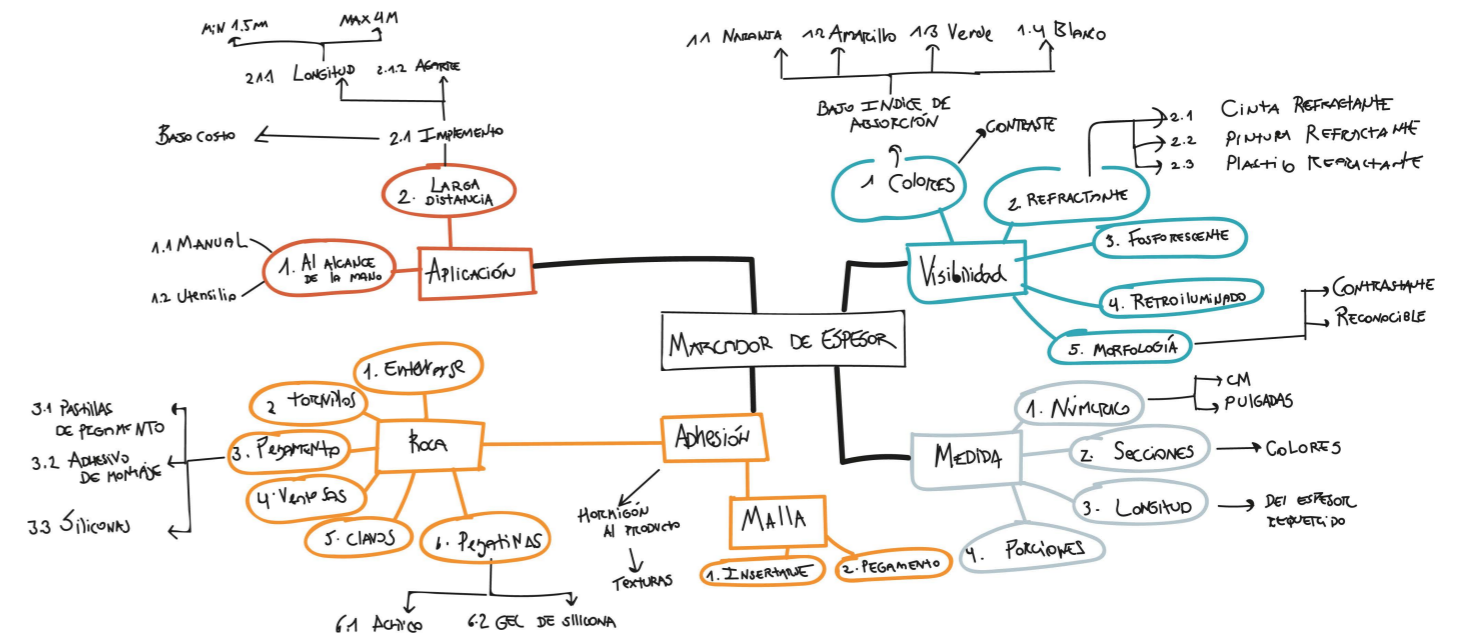 MARCADOR DE ESPESOR
APlicACIÓN
1. Al AlCANCE
DE lA MANO
1.1 MANUAL
1.2 Utensilio
2. LARGA
DISTANCIA
2.1 IMPlEMENTO
BAJO COSTO
2.1.1 LONGITUD
2.1.2 AGARRE
MIN 1.5m
MAX 4M
Visibilidad
1 Colores
CONTRASTE
BAJO INDICE DE
ABSORCIÓN
1.1 NARANJA
1.2 Amarillo
1.3 Verde
1.4 Blanco
2. REFRACTANTE
2.1 CINTA REFRACTANTE
2.2 PINTURA REFRACTANTE
2.3 REFRACTANTE
3. FOSFORESCENTE
4. RETROILUMINADO
5. MORFOLOGÍA
CONTRASTANTE
RECONOCIBLE
MEDIDA
1. NÚMERICO
CM
PULGADAS
2. SECCIONES
COLORES
3. LONGITUD
DEl ESPESOR
REQUERIDO
4. PORCIONES
Adhesión
HORMIGÓN
Al PRODUCTO
TEXTURAS
MALLA
1. INSERTARSE
2. PEGAMENTO
ROCA
1. Enterrarse
2 TORNILLOS
3. PEGAMENTO
3.1 PASTILLAS
DE PEGAMENTO
3.2 ADHESIVO
DE MONTAJE
3.3 SILICONAS
4. Ventosas
5. CLAVOS
6. PEGATINAS
6.1
6.2 GEL DE SILICONA